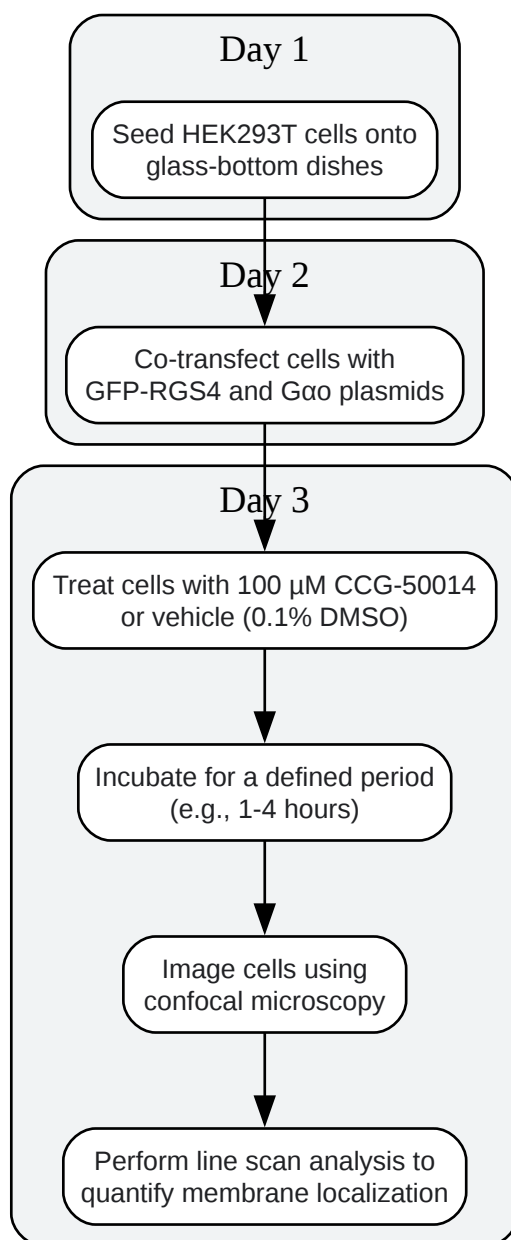 Day 1
Seed HEK293T cells onto
glass-bottom dishes
Day 2
Co-transfect cells with
GFP-RGS4 and Gαo plasmids
Day 3
Treat cells with 100 µM CCG-50014
or vehicle (0.1% DMSO)
Incubate for a defined period
(e.g., 1-4 hours)
Image cells using
confocal microscopy
Perform line scan analysis to
quantify membrane localization